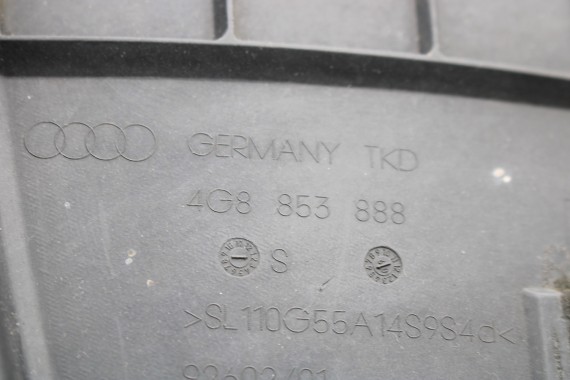 GERMANY TKD
4G8 853 888
S
>SL110G55A14S9S4d<